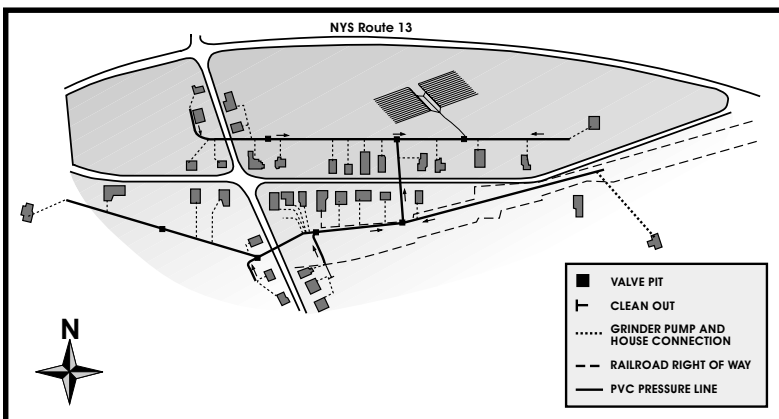 NYS Route 13
N
VALVE PIT
CLEAN OUT
GRINDER PUMP AND
HOUSE CONNECTION
RAILROAD RIGHT OF WAY
PVC PRESSURE LINE